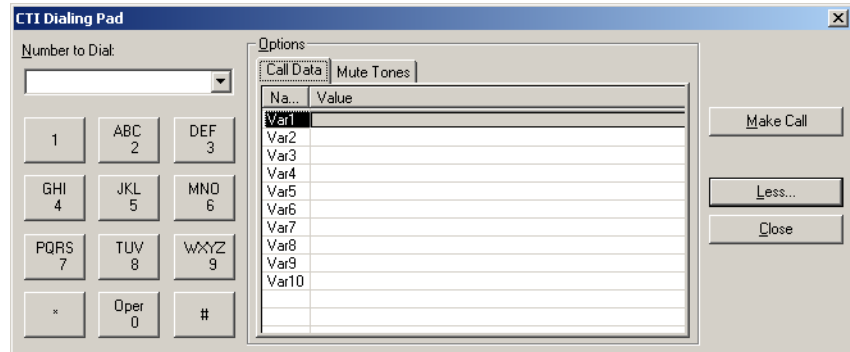 CTI Dialing Pad
Number to Dial:
1
ABC
2
DEF
3
GHI
4
JKL
5
MNO
6
PQRS
7
TUV
8
WXYZ
9
*
Oper
0
#
Options
Call Data
Mute Tones
Na... Value
Var1
Var2
Var3
Var4
Var5
Var6
Var7
Var8
Var9
Var10
Make Call
Less...
Close